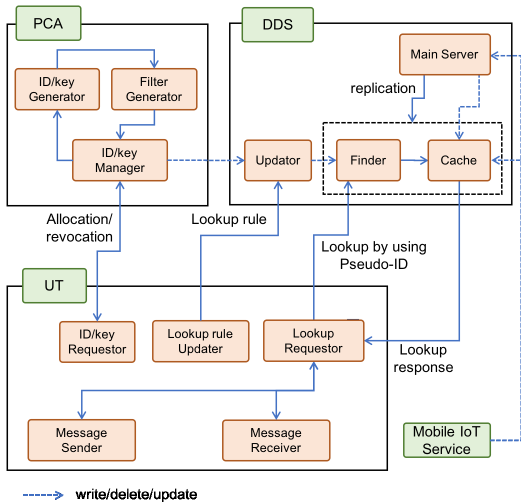 PCA
DDS
ID/key
Generator
Filter
Generator
Main Server
replication
ID/key
Manager
Updator
Finder
Cache
Allocation/
revocation
Lookup rule
Lookup by using
Pseudo-ID
UT
ID/key
Requestor
Lookup rule
Updater
Lookup
Requestor
Lookup
response
Message
Sender
Message
Receiver
Mobile IoT
Service
write/delete/update